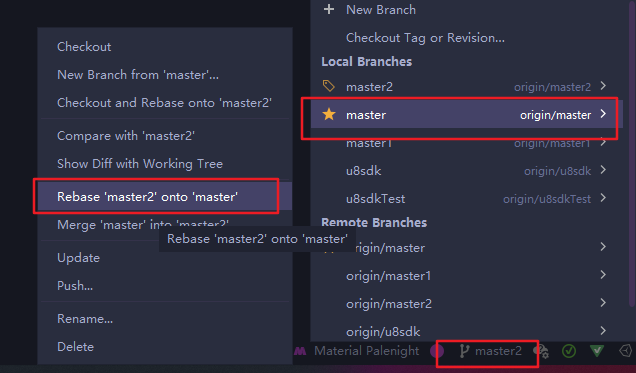 Checkout
New Branch from 'master'...
Checkout and Rebase onto 'master2'
Compare with 'master2'
Show Diff with Working Tree
Rebase 'master2' onto 'master'
Merge 'master' into 'master2'
Rebase 'master2' onto 'master'
Update
Push...
Rename...
Delete
New Branch
Checkout Tag or Revision...
Local Branches
master2 origin/master2
master origin/master
master1 origin/master1
u8sdk origin/u8sdk
u8sdkTest origin/u8sdkTest
Remote Branches
origin/master
origin/master1
origin/master2
origin/u8sdk
Material Palenight master2